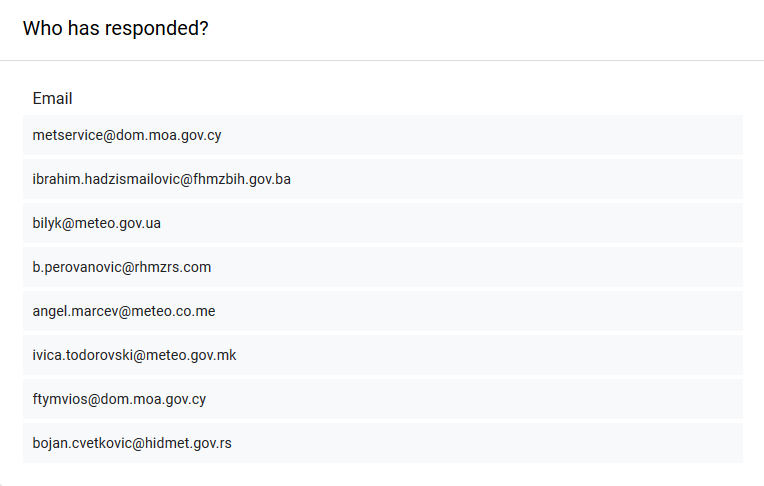 Who has responded?
Email
metservice@dom.moa.gov.cy
ibrahim.hadzismailovic@fhmzbih.gov.ba
bilyk@meteo.gov.ua
b.perovanovic@rhmzrs.com
angel.marcev@meteo.co.me
ivica.todorovski@meteo.gov.mk
ftymvios@dom.moa.gov.cy
bojan.cvetkovic@hidmet.gov.rs